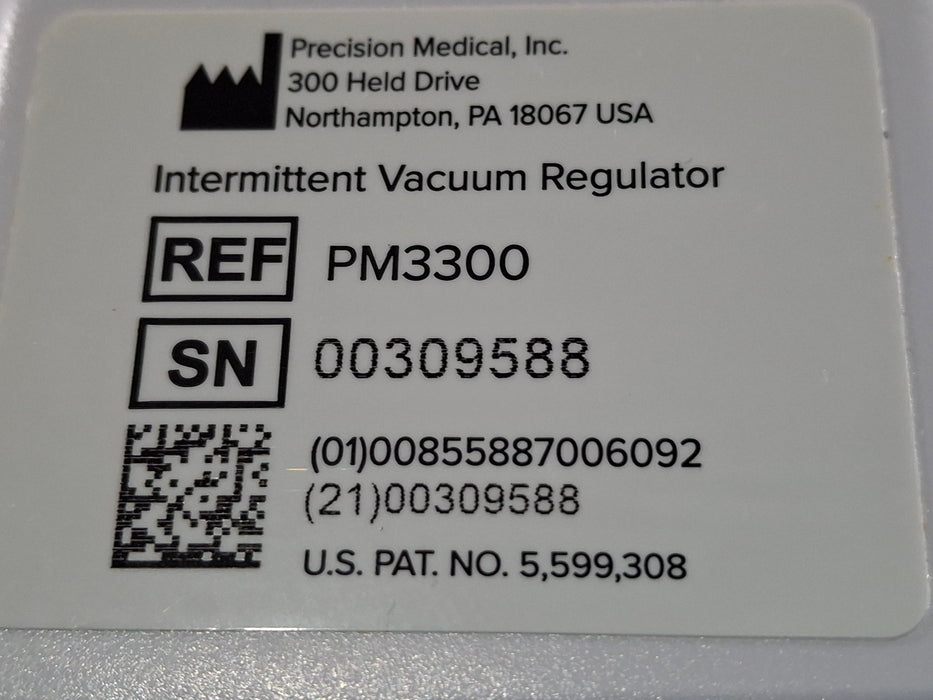 Precision Medical, Inc.
300 Held Drive
Northampton, PA 18067 USA
Intermittent Vacuum Regulator
REF PM3300
SN 00309588
(01)00855887006092
(21)00309588
U.S. PAT. NO. 5,599,308